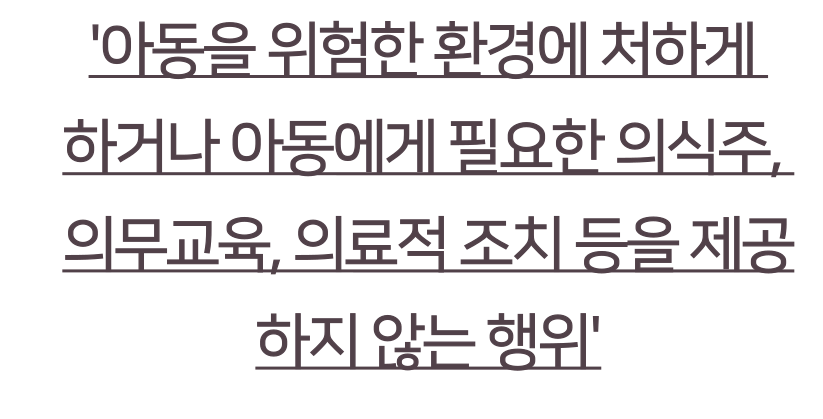 '아동을 위험한 환경에 처하게
하거나 아동에게 필요한 의식주,
의무교육, 의료적 조치 등을 제공
하지 않는 행위'